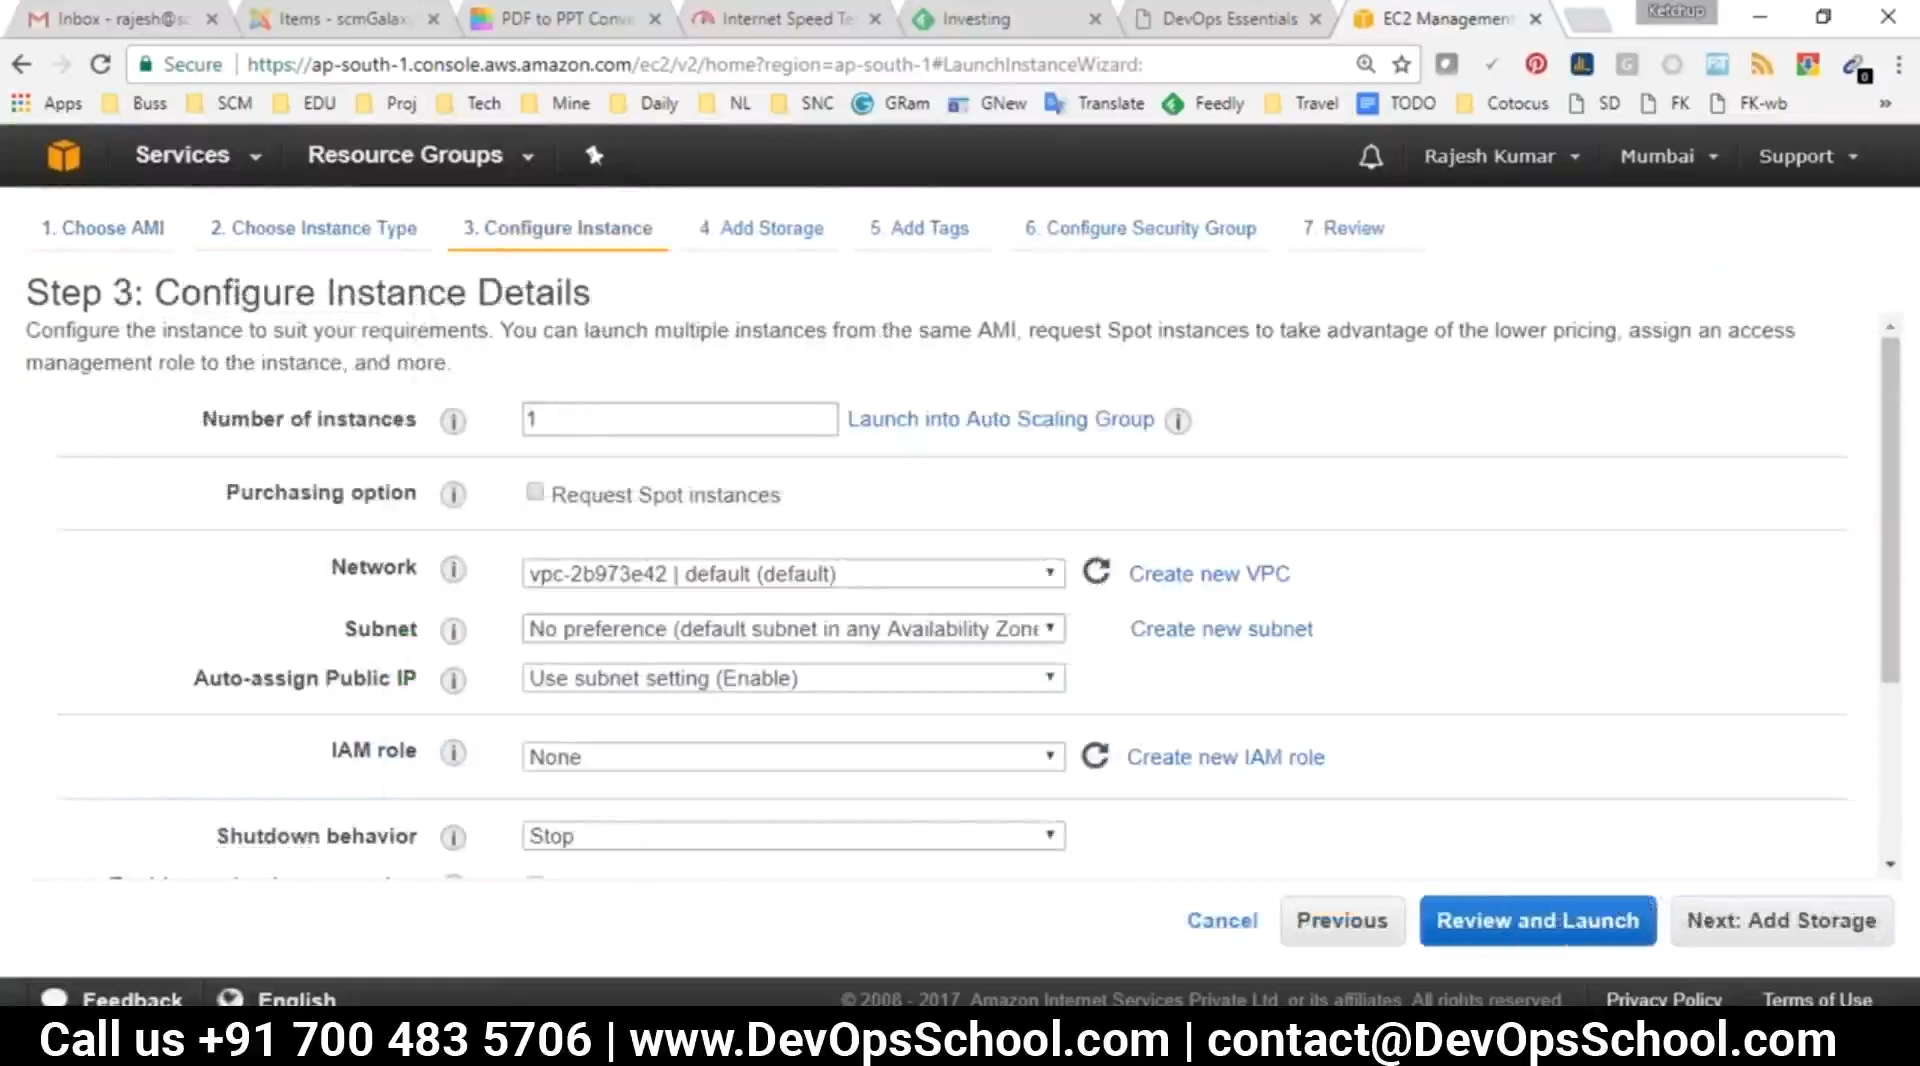 Inbox - rajesh@sc
Items - scmGalax
PDF to PPT Conve
Internet Speed Te
Investing
DevOps Essentials
EC2 Management
Ketchup
Secure
https://ap-south-1.console.aws.amazon.com/ec2/v2/home?region=ap-south-1#LaunchInstanceWizard:
Apps Buss SCM EDU Proj Tech Mine Daily NL SNC GRam GNew Translate Feedly Travel TODO Cotocus SD FK FK-wb »
Services Resource Groups Rajesh Kumar Mumbai Support
1. Choose AMI 2. Choose Instance Type 3. Configure Instance 4. Add Storage 5. Add Tags 6. Configure Security Group 7. Review
Step 3: Configure Instance Details
Configure the instance to suit your requirements. You can launch multiple instances from the same AMI, request Spot instances to take advantage of the lower pricing, assign an access
management role to the instance, and more.
Number of instances 1 Launch into Auto Scaling Group
Purchasing option Request Spot instances
Network vpc-2b973e42 | default (default) Create new VPC
Subnet No preference (default subnet in any Availability Zone Create new subnet
Auto-assign Public IP Use subnet setting (Enable)
IAM role None Create new IAM role
Shutdown behavior Stop
Cancel Previous Review and Launch Next: Add Storage
Feedback English © 2008 - 2017, Amazon Internet Services Private Ltd. or its affiliates. All rights reserved. Privacy Policy Terms of Use
Call us +91 700 483 5706 | www.DevOpsSchool.com | contact@DevOpsSchool.com